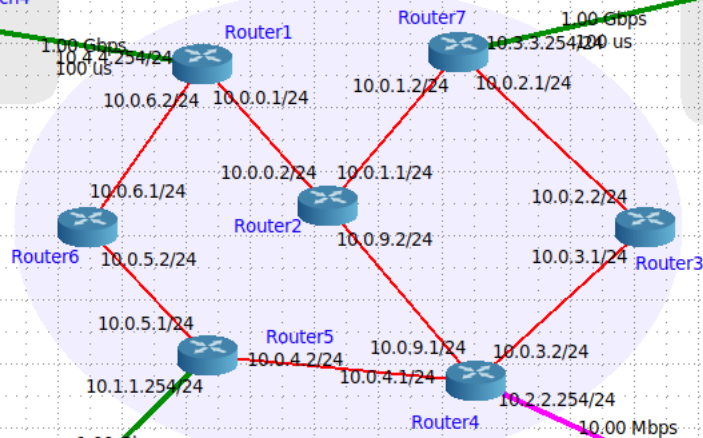 Router1
Router7
1.00 Gbps
10.4.4.254/24
100 us
1.00 Gbps
10.3.3.254/24
100 us
10.0.6.2/24
10.0.0.1/24
10.0.1.2/24
10.0.2.1/24
10.0.0.2/24
10.0.1.1/24
10.0.6.1/24
10.0.2.2/24
Router2
10.0.9.2/24
Router6
10.0.5.2/24
10.0.3.1/24
Router3
10.0.5.1/24
Router5
10.0.4.2/24
10.0.9.1/24
10.0.3.2/24
10.0.4.1/24
10.1.1.254/24
10.2.2.254/24
Router4
10.00 Mbps